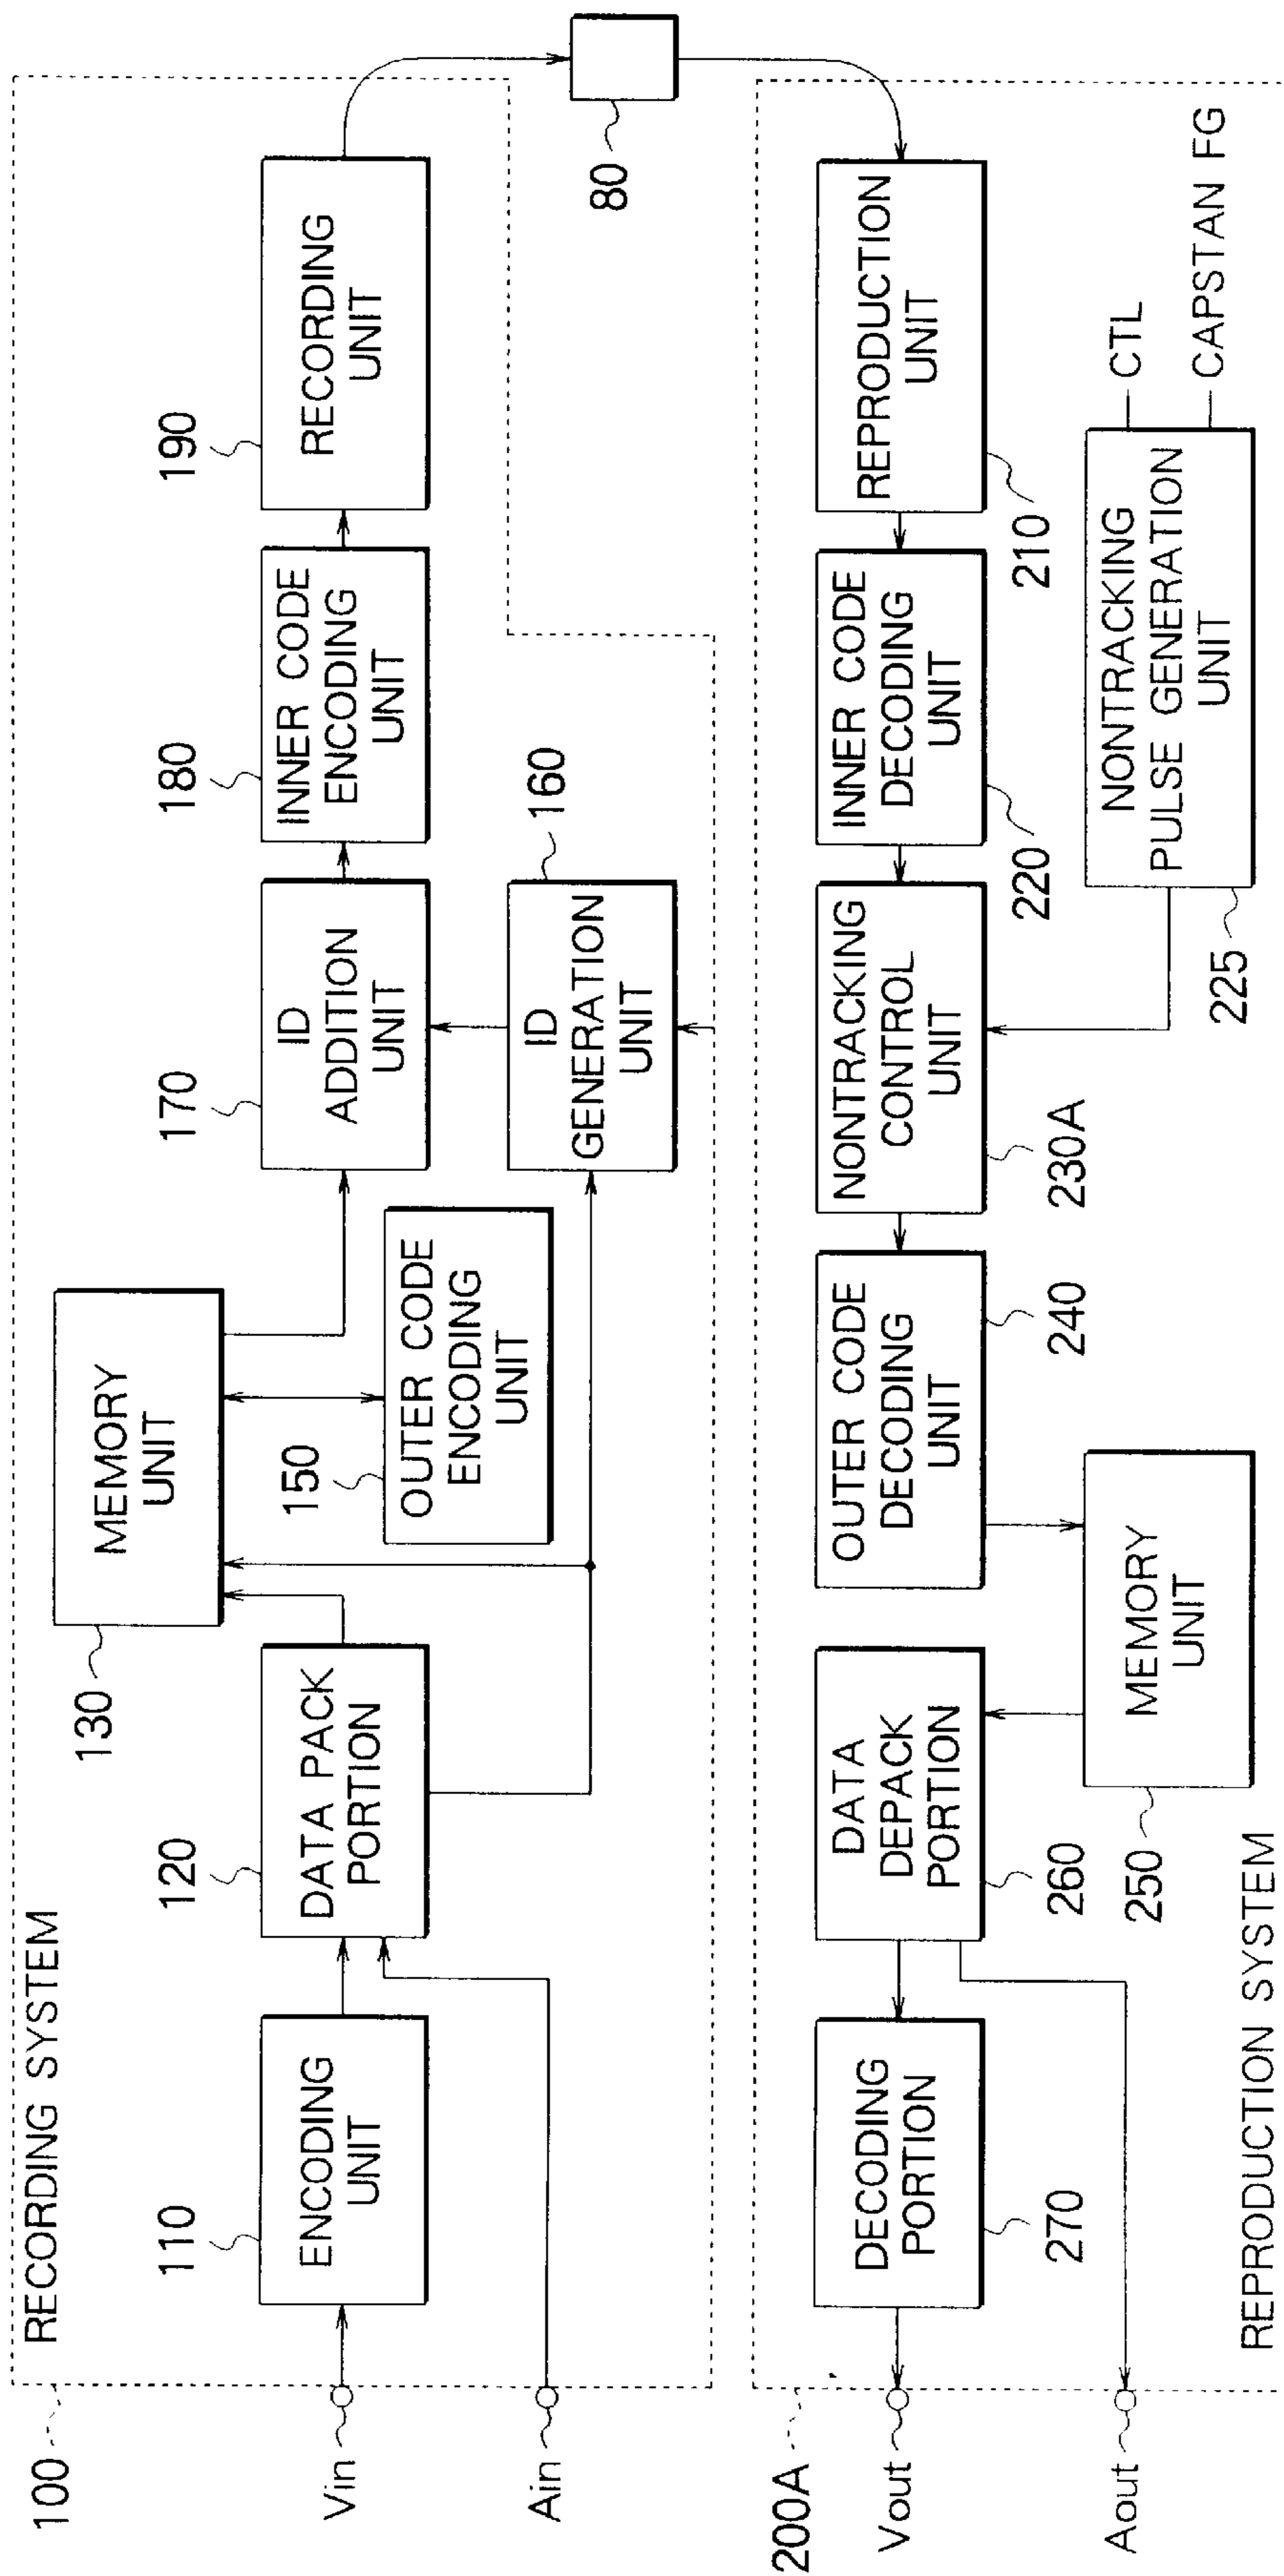 100
RECORDING SYSTEM
Vin
Ain
110
ENCODING
UNIT
120
DATA PACK
PORTION
130
MEMORY
UNIT
150
OUTER CODE
ENCODING
UNIT
160
ID
GENERATION
UNIT
170
ID
ADDITION
UNIT
180
INNER CODE
ENCODING
UNIT
190
RECORDING
UNIT
80
200A
REPRODUCTION SYSTEM
Vout
Aout
DECODING
PORTION
270
DATA
DEPACK
PORTION
260
MEMORY
UNIT
250
OUTER CODE
DECODING
UNIT
240
NONTRACKING
CONTROL
UNIT
230A
INNER CODE
DECODING
UNIT
220
REPRODUCTION
UNIT
210
NONTRACKING
PULSE GENERATION
UNIT
225
CTL
CAPSTAN FG